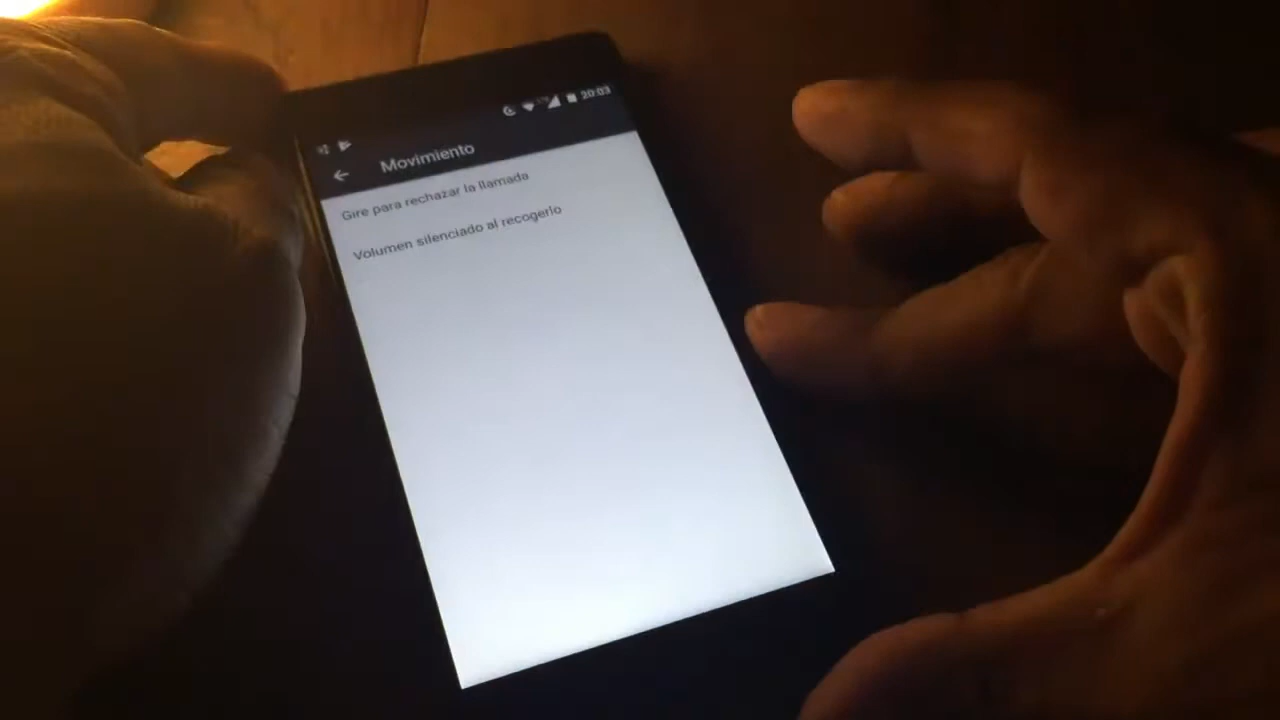 20:03
Movimiento
Gire para rechazar la llamada
Volumen silenciado al recogerlo